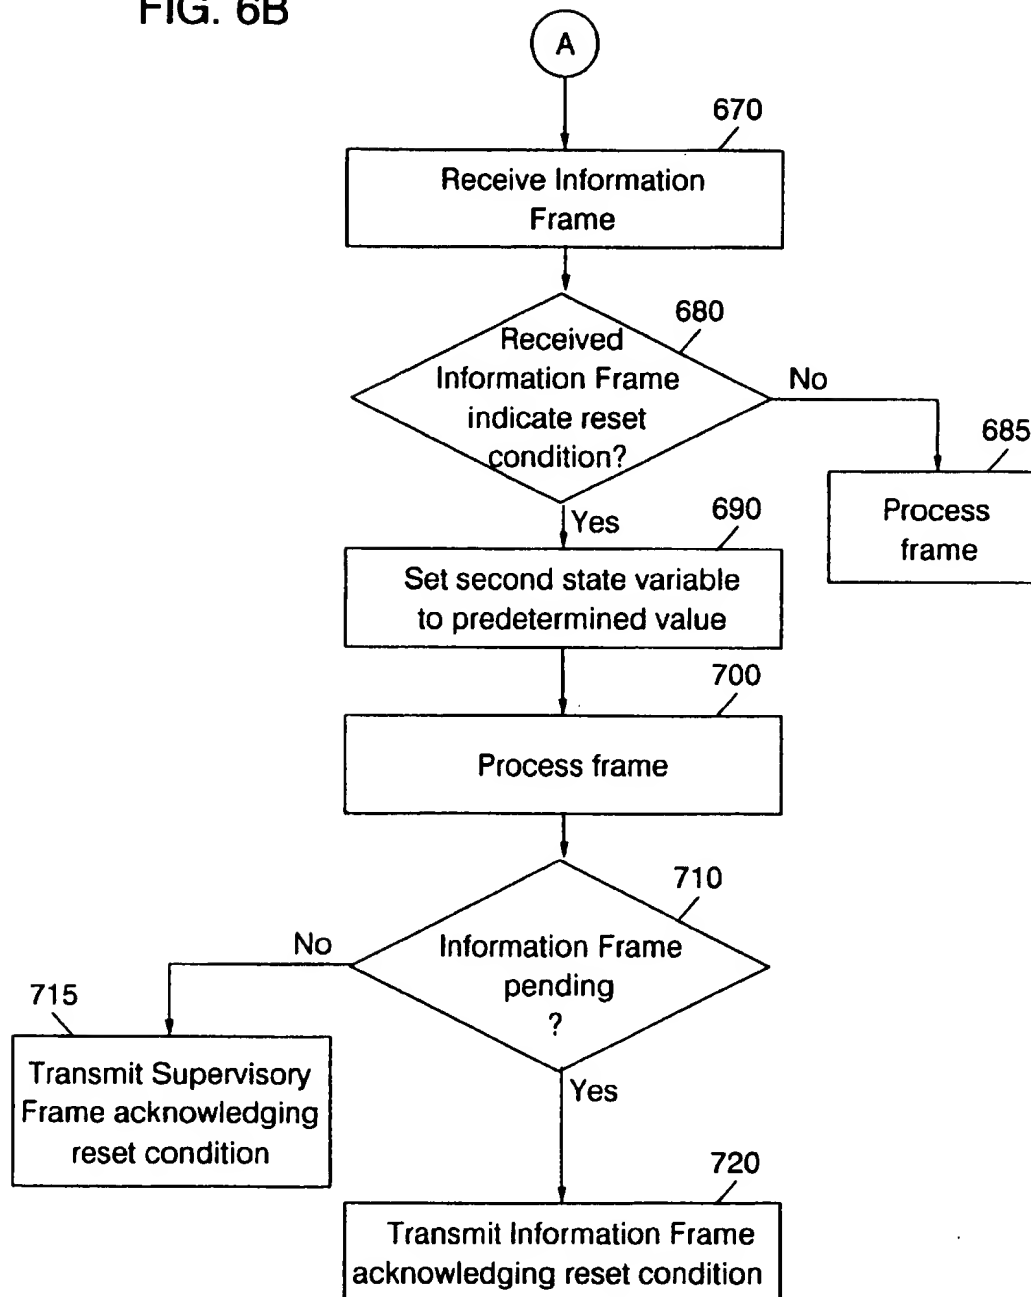 FIG. 6B
A
670
Receive Information
Frame
680
Received
Information Frame
indicate reset
condition?
No
685
Process
frame
Yes
690
Set second state variable
to predetermined value
700
Process frame
710
Information Frame
pending
?
No
715
Transmit Supervisory
Frame acknowledging
reset condition
Yes
720
Transmit Information Frame
acknowledging reset condition